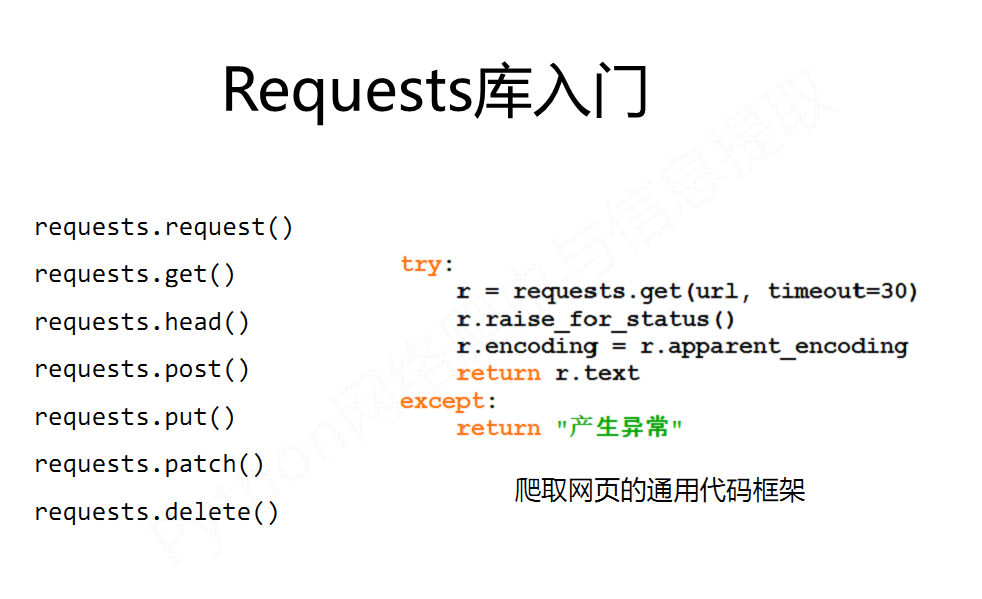 Requests库入门
requests.request()
requests.get()
requests.head()
requests.post()
requests.put()
requests.patch()
requests.delete()
try:
    r = requests.get(url, timeout=30)
    r.raise_for_status()
    r.encoding = r.apparent_encoding
    return r.text
except:
    return "产生异常"
爬取网页的通用代码框架